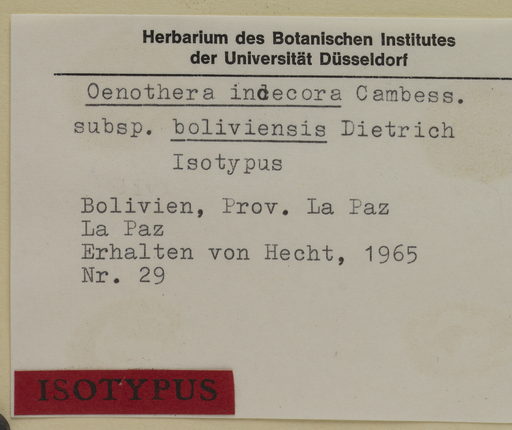 Herbarium des Botanischen Institutes
der Universität Düsseldorf
Oenothera indecora Cambess.
subsp. boliviensis Dietrich
Isotypus
Bolivien, Prov. La Paz
La Paz
Erhalten von Hecht, 1965
Nr. 29
ISOTYPUS